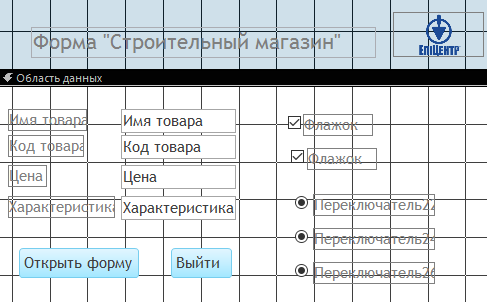 Форма "Строительный магазин"
ЕПІЦЕНТР
Область данных
Имя товара Имя товара Флажок
Код товара Код товара Флажок
Цена Цена
Характеристика Характеристика Переключатель22
Переключатель24
Открыть форму Выйти Переключатель26